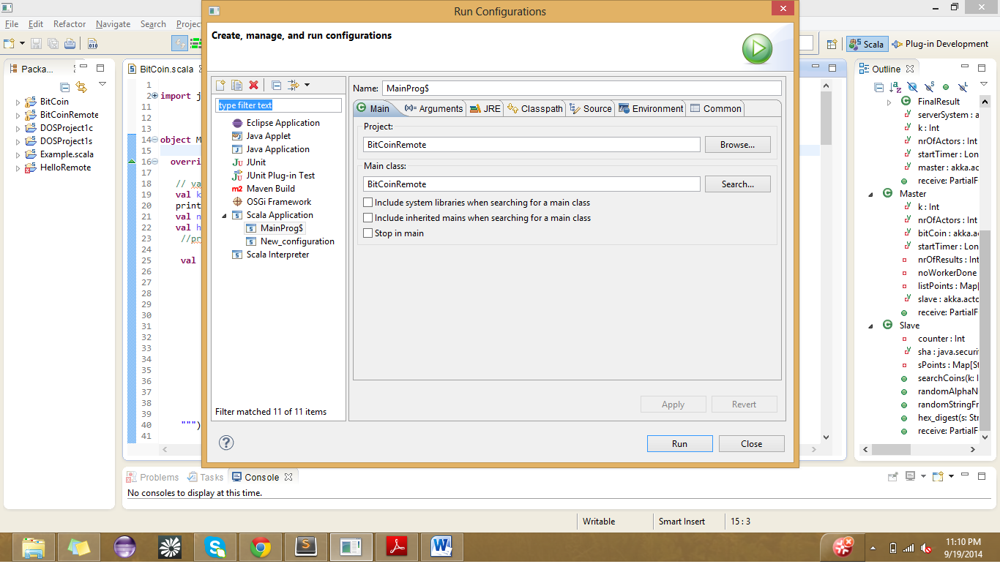 Run Configurations
File Edit Refactor Navigate Search Projec
Create, manage, and run configurations
Scala Plug-in Development
Packa...
BitCoin
BitCoinRemote
DOSProject1c
DOSProject1s
Example.scala
HelloRemote
BitCoin.scala
1
2 import j
12
13
14 object M
15
16 overri
17
18 // ya
19 val k
20 print
21 val n
22 val h
23 //pr
24
25 val
26
27
28
29
30
31
32
33
34
35
36
37
38
39
40 """)
41
type filter text
Eclipse Application
Java Applet
Java Application
JUnit
JUnit Plug-in Test
Maven Build
OSGi Framework
Scala Application
MainProg$
New_configuration
Scala Interpreter
Filter matched 11 of 11 items
Name: MainProg$
Main (x)= Arguments JRE Classpath Source Environment Common
Project:
BitCoinRemote Browse...
Main class:
BitCoinRemote Search...
Include system libraries when searching for a main class
Include inherited mains when searching for a main class
Stop in main
Apply Revert
Run Close
Outline
FinalResult
serverSystem : a
k : Int
nrOfActors : Int
startTimer : Lon
master : akka.ac
receive: PartialF
Master
k : Int
nrOfActors : Int
bitCoin : akka.ac
startTimer : Lon
nrOfResults : Int
noWorkerDone
listPoints : Map[
slave : akka.acto
receive: PartialF
Slave
counter : Int
sha : java.securi
sPoints : Map[St
searchCoins(k: I
randomAlphaN
randomStringFr
hex_digest(s: Str
receive: PartialF
Problems Tasks Console
No consoles to display at this time.
Writable Smart Insert 15 : 3
11:10 PM
9/19/2014